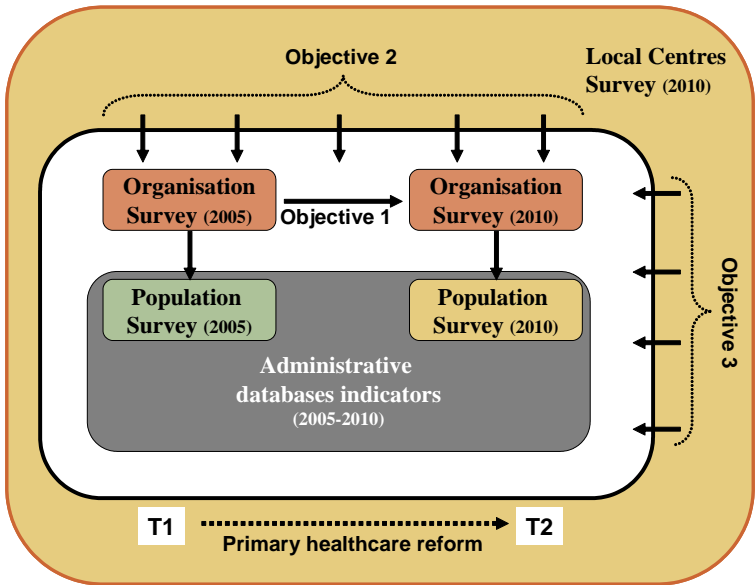 Objective 2
Local Centres
Survey (2010)
Organisation
Survey (2005)
Objective 1
Organisation
Survey (2010)
Population
Survey (2005)
Population
Survey (2010)
Objective 3
Administrative
databases indicators
(2005-2010)
T1
T2
Primary healthcare reform